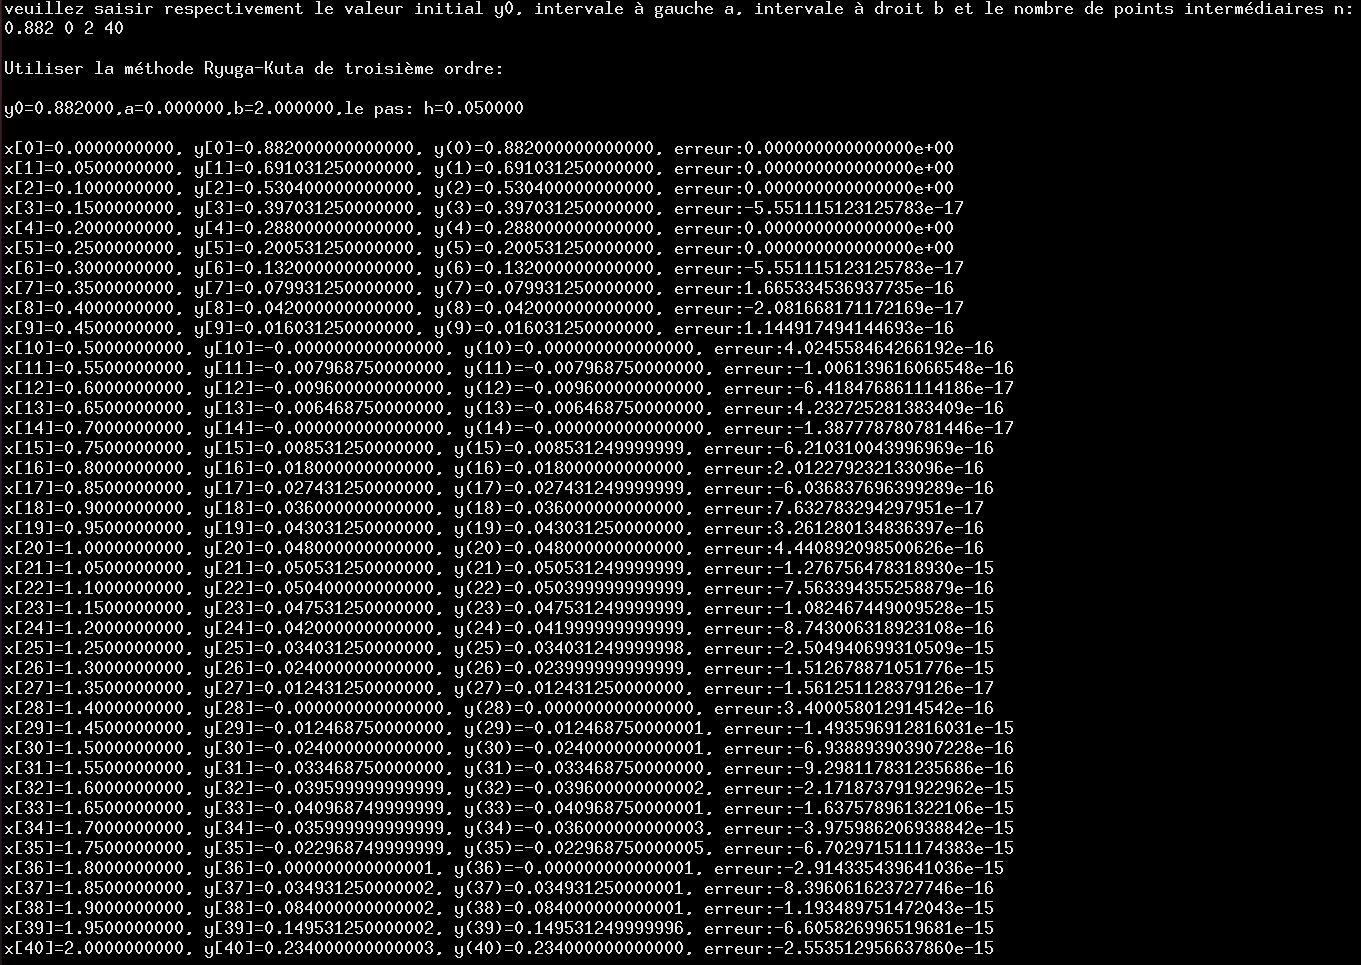 veuillez saisir respectivement le valeur initial y0, intervale à gauche a, intervale à droit b et le nombre de points intermédiaires n:
0.882 0 2 40
Utiliser la méthode Ryuga-Kuta de troisième ordre:
y0=0.882000,a=0.000000,b=2.000000,le pas: h=0.050000
x[0]=0.0000000000, y[0]=0.882000000000000, y(0)=0.882000000000000, erreur:0.000000000000000e+00
x[1]=0.0500000000, y[1]=0.691031250000000, y(1)=0.691031250000000, erreur:0.000000000000000e+00
x[2]=0.1000000000, y[2]=0.530400000000000, y(2)=0.530400000000000, erreur:0.000000000000000e+00
x[3]=0.1500000000, y[3]=0.397031250000000, y(3)=0.397031250000000, erreur:-5.551115123125783e-17
x[4]=0.2000000000, y[4]=0.288000000000000, y(4)=0.288000000000000, erreur:0.000000000000000e+00
x[5]=0.2500000000, y[5]=0.200531250000000, y(5)=0.200531250000000, erreur:0.000000000000000e+00
x[6]=0.3000000000, y[6]=0.132000000000000, y(6)=0.132000000000000, erreur:-5.551115123125783e-17
x[7]=0.3500000000, y[7]=0.079931250000000, y(7)=0.079931250000000, erreur:1.665334536937735e-16
x[8]=0.4000000000, y[8]=0.042000000000000, y(8)=0.042000000000000, erreur:-2.081668171172169e-17
x[9]=0.4500000000, y[9]=0.016031250000000, y(9)=0.016031250000000, erreur:1.144917494144693e-16
x[10]=0.5000000000, y[10]=-0.000000000000000, y(10)=0.000000000000000, erreur:4.024558464266192e-16
x[11]=0.5500000000, y[11]=-0.007968750000000, y(11)=-0.007968750000000, erreur:-1.006139616066548e-16
x[12]=0.6000000000, y[12]=-0.009600000000000, y(12)=-0.009600000000000, erreur:-6.418476861114186e-17
x[13]=0.6500000000, y[13]=-0.006468750000000, y(13)=-0.006468750000000, erreur:4.232725281383409e-16
x[14]=0.7000000000, y[14]=-0.000000000000000, y(14)=-0.000000000000000, erreur:-1.387778780781446e-17
x[15]=0.7500000000, y[15]=0.008531250000000, y(15)=0.008531249999999, erreur:-6.210310043996969e-16
x[16]=0.8000000000, y[16]=0.018000000000000, y(16)=0.018000000000000, erreur:2.012279232133096e-16
x[17]=0.8500000000, y[17]=0.027431250000000, y(17)=0.027431249999999, erreur:-6.036837696399289e-16
x[18]=0.9000000000, y[18]=0.036000000000000, y(18)=0.036000000000000, erreur:7.632783294297951e-17
x[19]=0.9500000000, y[19]=0.043031250000000, y(19)=0.043031250000000, erreur:3.261280134836397e-16
x[20]=1.0000000000, y[20]=0.048000000000000, y(20)=0.048000000000000, erreur:4.440892098500626e-16
x[21]=1.0500000000, y[21]=0.050531250000000, y(21)=0.050531249999999, erreur:-1.276756478318930e-15
x[22]=1.1000000000, y[22]=0.050400000000000, y(22)=0.050399999999999, erreur:-7.563394355258879e-16
x[23]=1.1500000000, y[23]=0.047531250000000, y(23)=0.047531249999999, erreur:-1.082467449009528e-15
x[24]=1.2000000000, y[24]=0.042000000000000, y(24)=0.041999999999999, erreur:-8.743006318923108e-16
x[25]=1.2500000000, y[25]=0.034031250000000, y(25)=0.034031249999998, erreur:-2.504940699310509e-15
x[26]=1.3000000000, y[26]=0.024000000000000, y(26)=0.023999999999999, erreur:-1.512678871051776e-15
x[27]=1.3500000000, y[27]=0.012431250000000, y(27)=0.012431250000000, erreur:-1.561251128379126e-17
x[28]=1.4000000000, y[28]=-0.000000000000000, y(28)=0.000000000000000, erreur:3.400058012914542e-16
x[29]=1.4500000000, y[29]=-0.012468750000000, y(29)=-0.012468750000001, erreur:-1.493596912816031e-15
x[30]=1.5000000000, y[30]=-0.024000000000000, y(30)=-0.024000000000001, erreur:-6.938893903907228e-16
x[31]=1.5500000000, y[31]=-0.033468750000000, y(31)=-0.033468750000000, erreur:-9.298117831235686e-16
x[32]=1.6000000000, y[32]=-0.039599999999999, y(32)=-0.039600000000002, erreur:-2.171873791922962e-15
x[33]=1.6500000000, y[33]=-0.040968749999999, y(33)=-0.040968750000001, erreur:-1.637578961322106e-15
x[34]=1.7000000000, y[34]=-0.035999999999999, y(34)=-0.036000000000003, erreur:-3.975986206938842e-15
x[35]=1.7500000000, y[35]=-0.022968749999999, y(35)=-0.022968750000005, erreur:-6.702971511174383e-15
x[36]=1.8000000000, y[36]=0.000000000000001, y(36)=-0.000000000000001, erreur:-2.914335439641036e-15
x[37]=1.8500000000, y[37]=0.034931250000002, y(37)=0.034931250000001, erreur:-8.396061623727746e-16
x[38]=1.9000000000, y[38]=0.084000000000002, y(38)=0.084000000000001, erreur:-1.193489751472043e-15
x[39]=1.9500000000, y[39]=0.149531250000002, y(39)=0.149531249999996, erreur:-6.605826996519681e-15
x[40]=2.0000000000, y[40]=0.234000000000003, y(40)=0.234000000000000, erreur:-2.553512956637860e-15